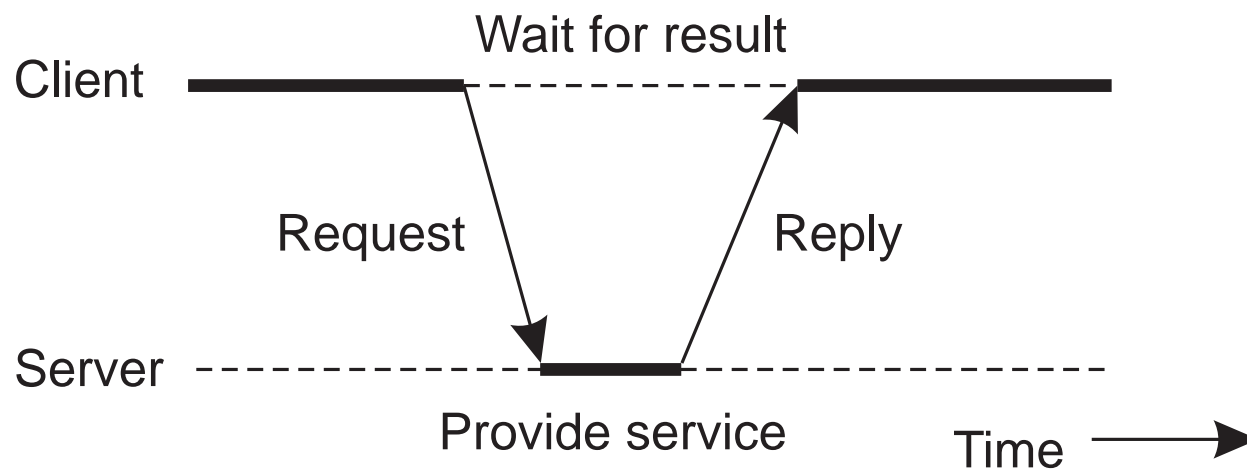 Wait for result
Client
Request
Reply
Server
Provide service
Time